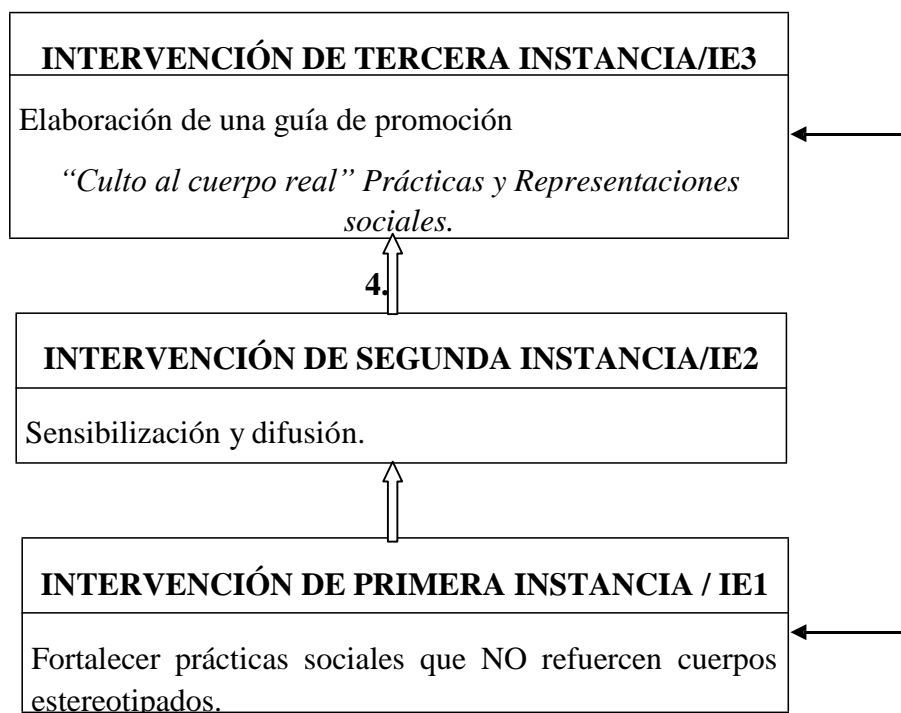 INTERVENCIÓN DE TERCERA INSTANCIA/IE3
Elaboración de una guía de promoción
“Culto al cuerpo real” Prácticas y Representaciones
sociales.
4.
INTERVENCIÓN DE SEGUNDA INSTANCIA/IE2
Sensibilización y difusión.
INTERVENCIÓN DE PRIMERA INSTANCIA / IE1
Fortalecer prácticas sociales que NO refuercen cuerpos
estereotipados.